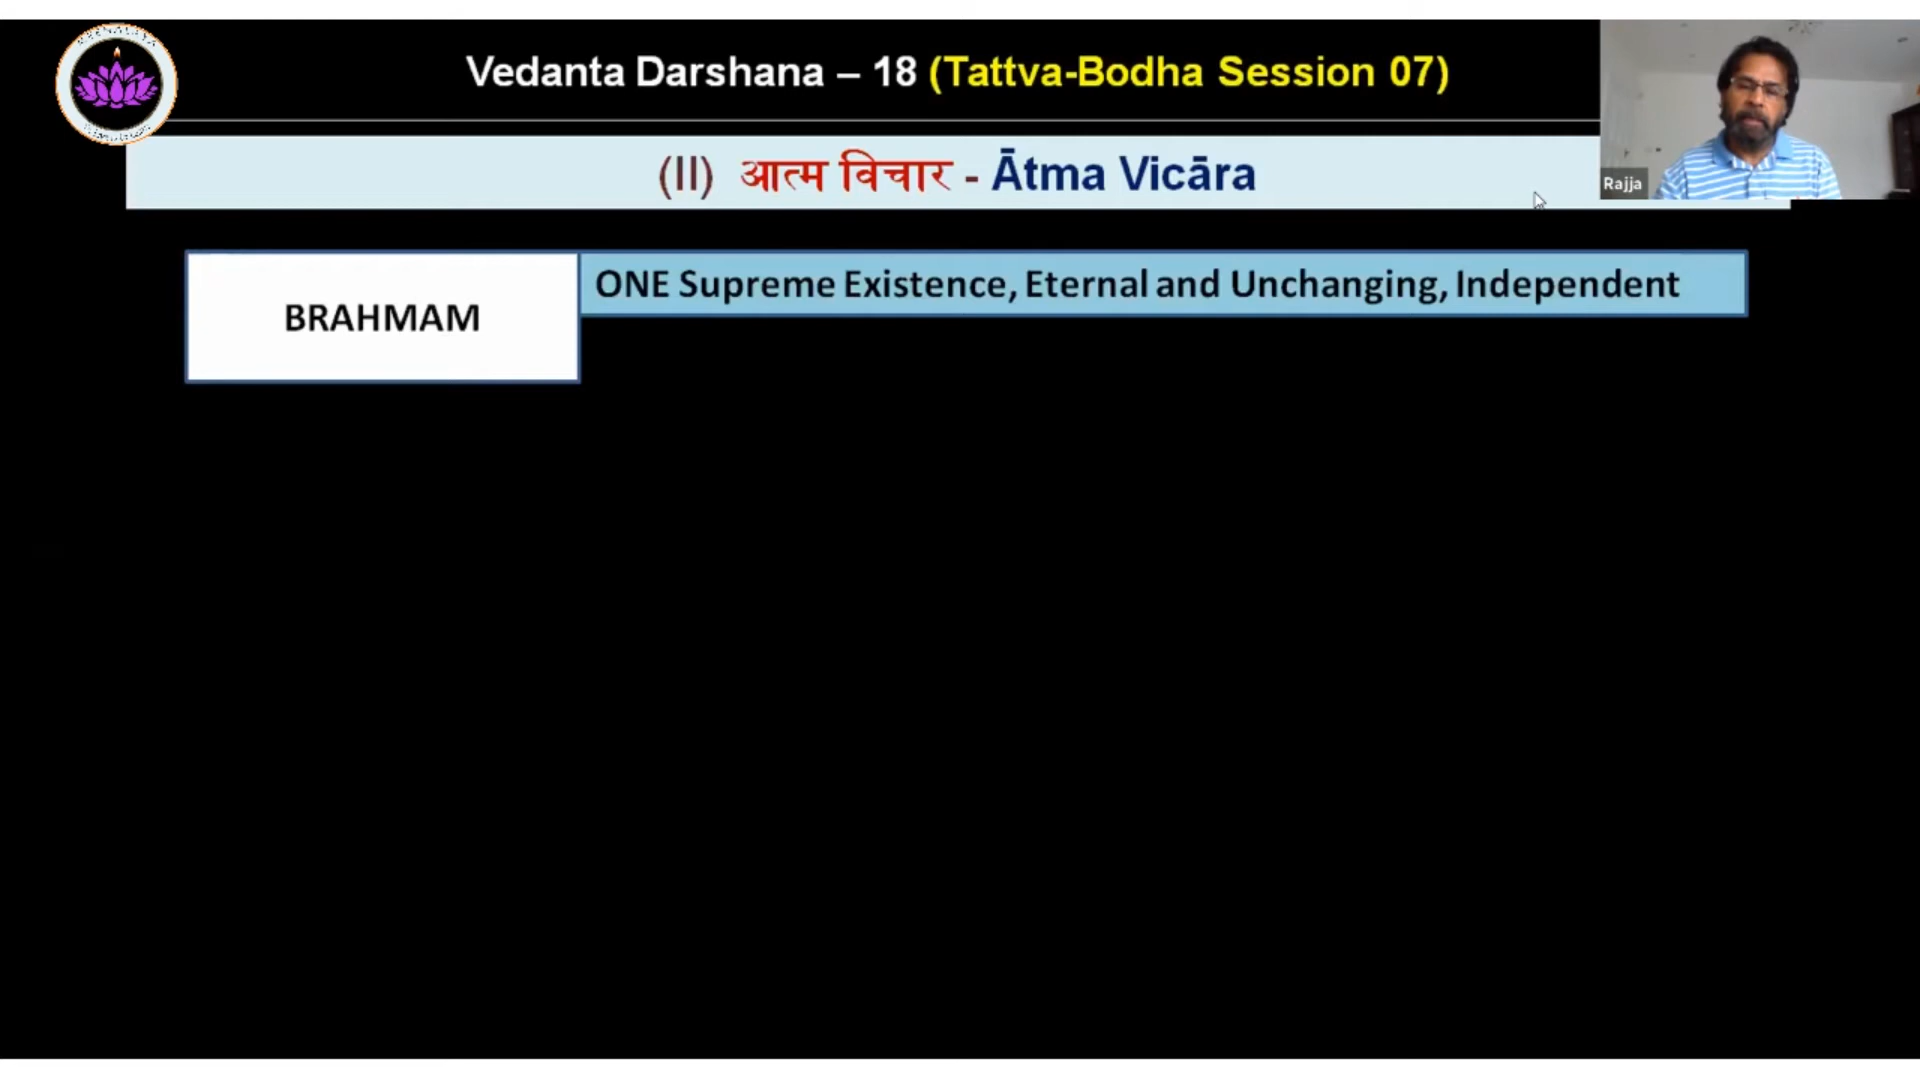 Vedanta Darshana – 18 (Tattva-Bodha Session 07)
(II) आत्म विचार - Ātma Vicāra
Rajja
BRAHMAM
ONE Supreme Existence, Eternal and Unchanging, Independent